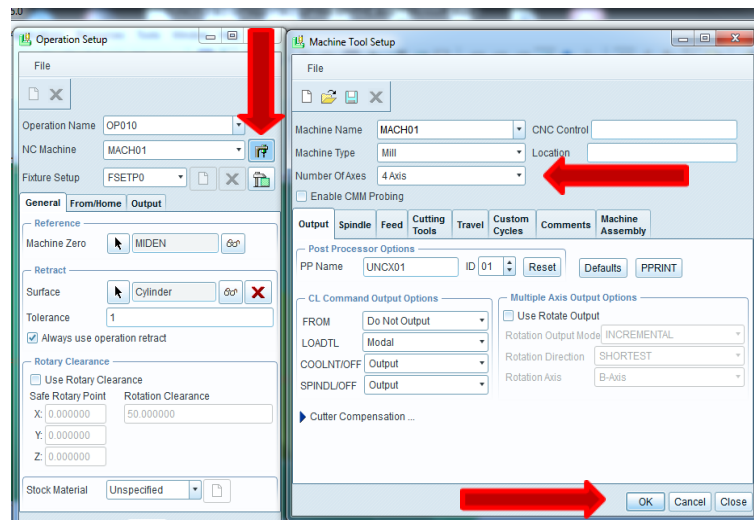 5.0
Operation Setup
File
Operation Name OP010
NC Machine MACH01
Fixture Setup FSETP0
General From/Home Output
Reference
Machine Zero MIDEN
Retract
Surface Cylinder
Tolerance 1
Always use operation retract
Rotary Clearance
Use Rotary Clearance
Safe Rotary Point Rotation Clearance
X: 0.000000 50.000000
Y: 0.000000
Z: 0.000000
Stock Material Unspecified
Machine Tool Setup
File
Machine Name MACH01 CNC Control
Machine Type Mill Location
Number Of Axes 4 Axis
Enable CMM Probing
Output Spindle Feed Cutting Tools Travel Custom Cycles Comments Machine Assembly
Post Processor Options
PP Name UNCX01 ID 01 Reset Defaults PPRINT
CL Command Output Options
FROM Do Not Output
LOADTL Modal
COOLNT/OFF Output
SPINDL/OFF Output
Multiple Axis Output Options
Use Rotate Output
Rotation Output Mode INCREMENTAL
Rotation Direction SHORTEST
Rotation Axis B-Axis
Cutter Compensation ...
OK Cancel Close